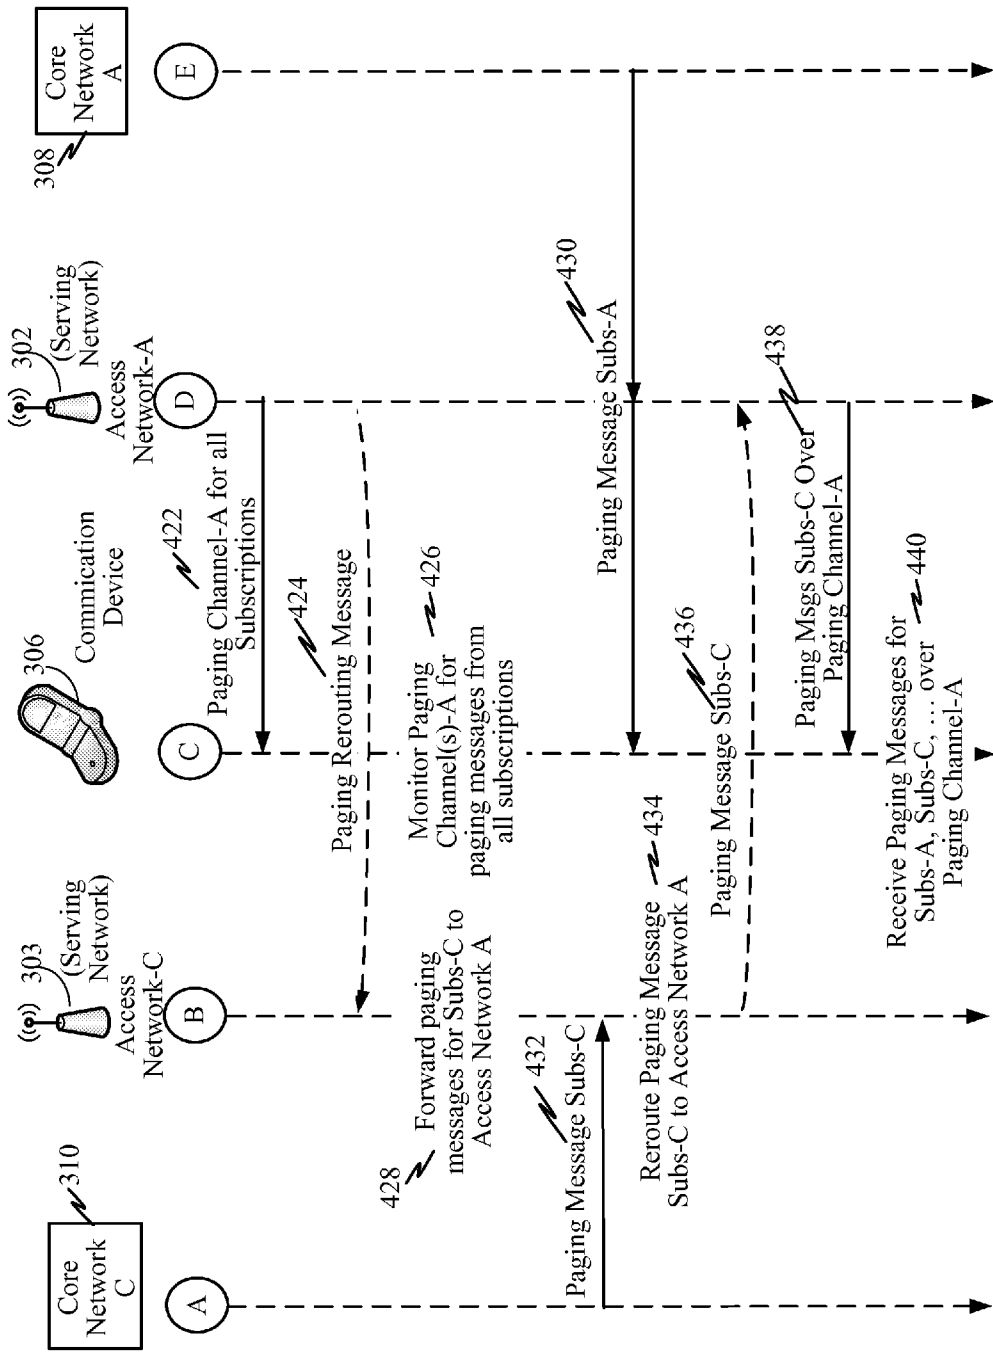 Core
Network
C
310
A
303
(Serving
Network)
Access
Network-C
B
306
Commication
Device
C
302
(Serving
Network)
Access
Network-A
D
308
Core
Network
A
E
422
Paging Channel-A for all
Subscriptions
424
Paging Rerouting Message
426
Monitor Paging
Channel(s)-A for
paging messages from
all subscriptions
428
Forward paging
messages for Subs-C to
Access Network A
430
Paging Message Subs-A
432
Paging Message Subs-C
434
Reroute Paging Message
Subs-C to Access Network A
436
Paging Message Subs-C
438
Paging Msgs Subs-C Over
Paging Channel-A
440
Receive Paging Messages for
Subs-A, Subs-C, … over
Paging Channel-A